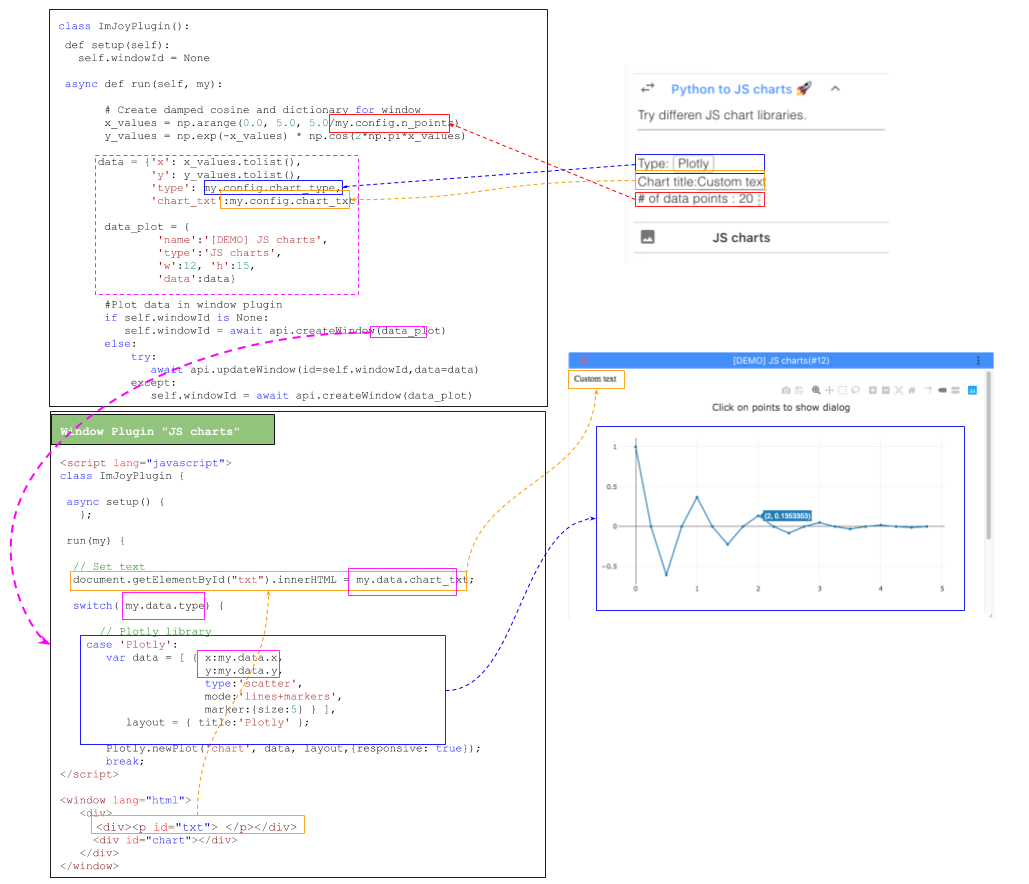 class ImJoyPlugin():
def setup(self):
self.windowId = None
async def run(self, my):
# Create damped cosine and dictionary for window
x_values = np.arange(0.0, 5.0, 5.0/my.config.n_points)
y_values = np.exp(-x_values) * np.cos(2*np.pi*x_values)
data = {'x': x_values.tolist(),
'y': y_values.tolist(),
'type': my.config.chart_type,
'chart_txt':my.config.chart_txt
data_plot = {
'name':'[DEMO] JS charts',
'type':'JS charts',
'w':12, 'h':15,
'data':data}
#Plot data in window plugin
if self.windowId is None:
self.windowId = await api.createWindow(data_plot)
else:
try:
await api.updateWindow(id=self.windowId,data=data)
except:
self.windowId = await api.createWindow(data_plot)
Python to JS charts 🚀
Try differen JS chart libraries.
Type: Plotly
Chart title:Custom text
# of data points : 20
JS charts
Window Plugin "JS charts"
<script lang="javascript">
class ImJoyPlugin {
async setup() {
};
run(my) {
// Set text
document.getElementById("txt").innerHTML = my.data.chart_txt;
switch( my.data.type) {
// Plotly library
case 'Plotly':
var data = [ { x:my.data.x,
y:my.data.y,
type:'scatter',
mode:'lines+markers',
marker:{size:5} } ],
layout = { title:'Plotly' };
Plotly.newPlot('chart', data, layout,{responsive: true});
break;
</script>
<window lang="html">
<div>
<div><p id="txt"> </p></div>
<div id="chart"></div>
</div>
</window>
[DEMO] JS charts(#12)
Custom text
Click on points to show dialog
1
0.5
0
−0.5
(2, 0.1353353)
0
1
2
3
4
5